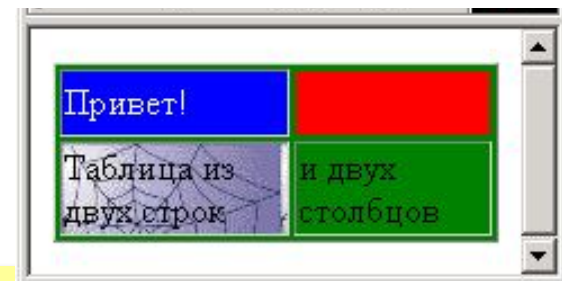 Привет!
Таблица из
двух строк
и двух
столбцов